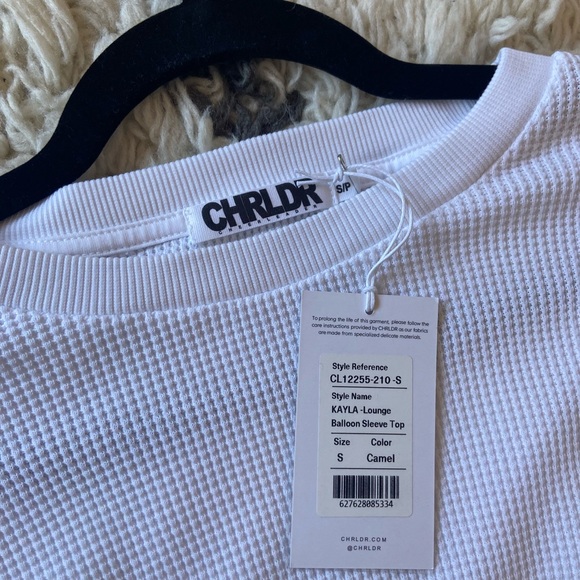 CHRLDR
CHEERLEADER
S/P
To prolong the life of this garment, please follow the
care instructions provided by CHRLDR as our fabrics
are made from specialized delicate materials.
Style Reference
CL12255-210 -S
Style Name
KAYLA -Lounge
Balloon Sleeve Top
Size Color
S Camel
627628085334
CHRLDR.COM
@CHRLDR